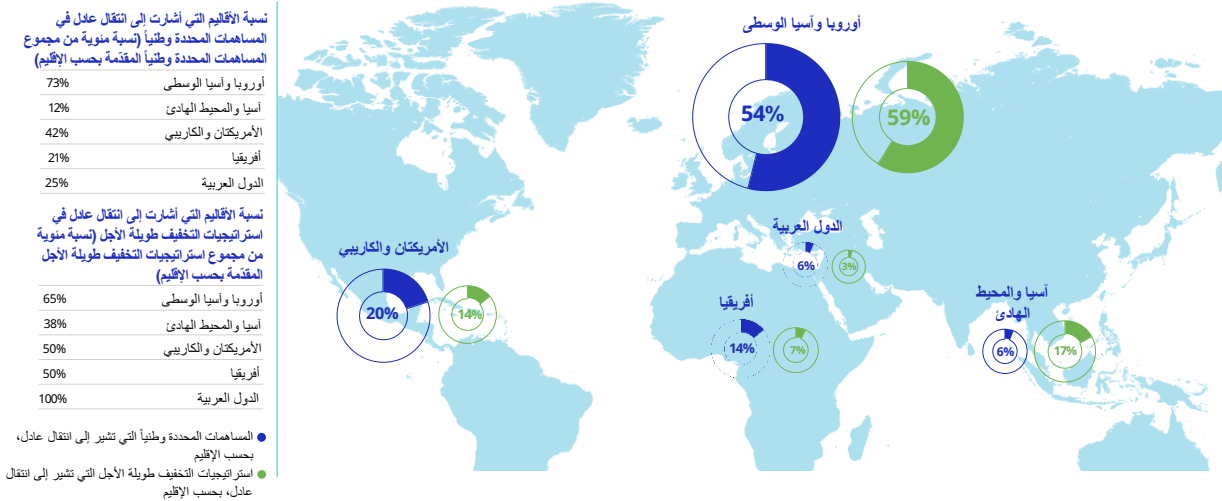 نسبة الأقاليم التي أشارت إلى انتقال عادل في
المساهمات المحددة وطنياً (نسبة مئوية من مجموع
المساهمات المحددة وطنياً المقدّمة بحسب الإقليم)
أوروبا وآسيا الوسطى 73%
آسيا والمحيط الهادئ 12%
الأمريكتان والكاريبي 42%
أفريقيا 21%
الدول العربية 25%
نسبة الأقاليم التي أشارت إلى انتقال عادل في
استراتيجيات التخفيف طويلة الأجل (نسبة مئوية
من مجموع استراتيجيات التخفيف طويلة الأجل
المقدّمة بحسب الإقليم)
أوروبا وآسيا الوسطى 65%
آسيا والمحيط الهادئ 38%
الأمريكتان والكاريبي 50%
أفريقيا 50%
الدول العربية 100%
المساهمات المحددة وطنياً التي تشير إلى انتقال عادل،
بحسب الإقليم
استراتيجيات التخفيف طويلة الأجل التي تشير إلى انتقال
عادل، بحسب الإقليم
أوروبا وآسيا الوسطى
54% 59%
الدول العربية
6% 3%
الأمريكتان والكاريبي
20% 14%
أفريقيا
14% 7%
آسيا والمحيط
الهادئ
6% 17%